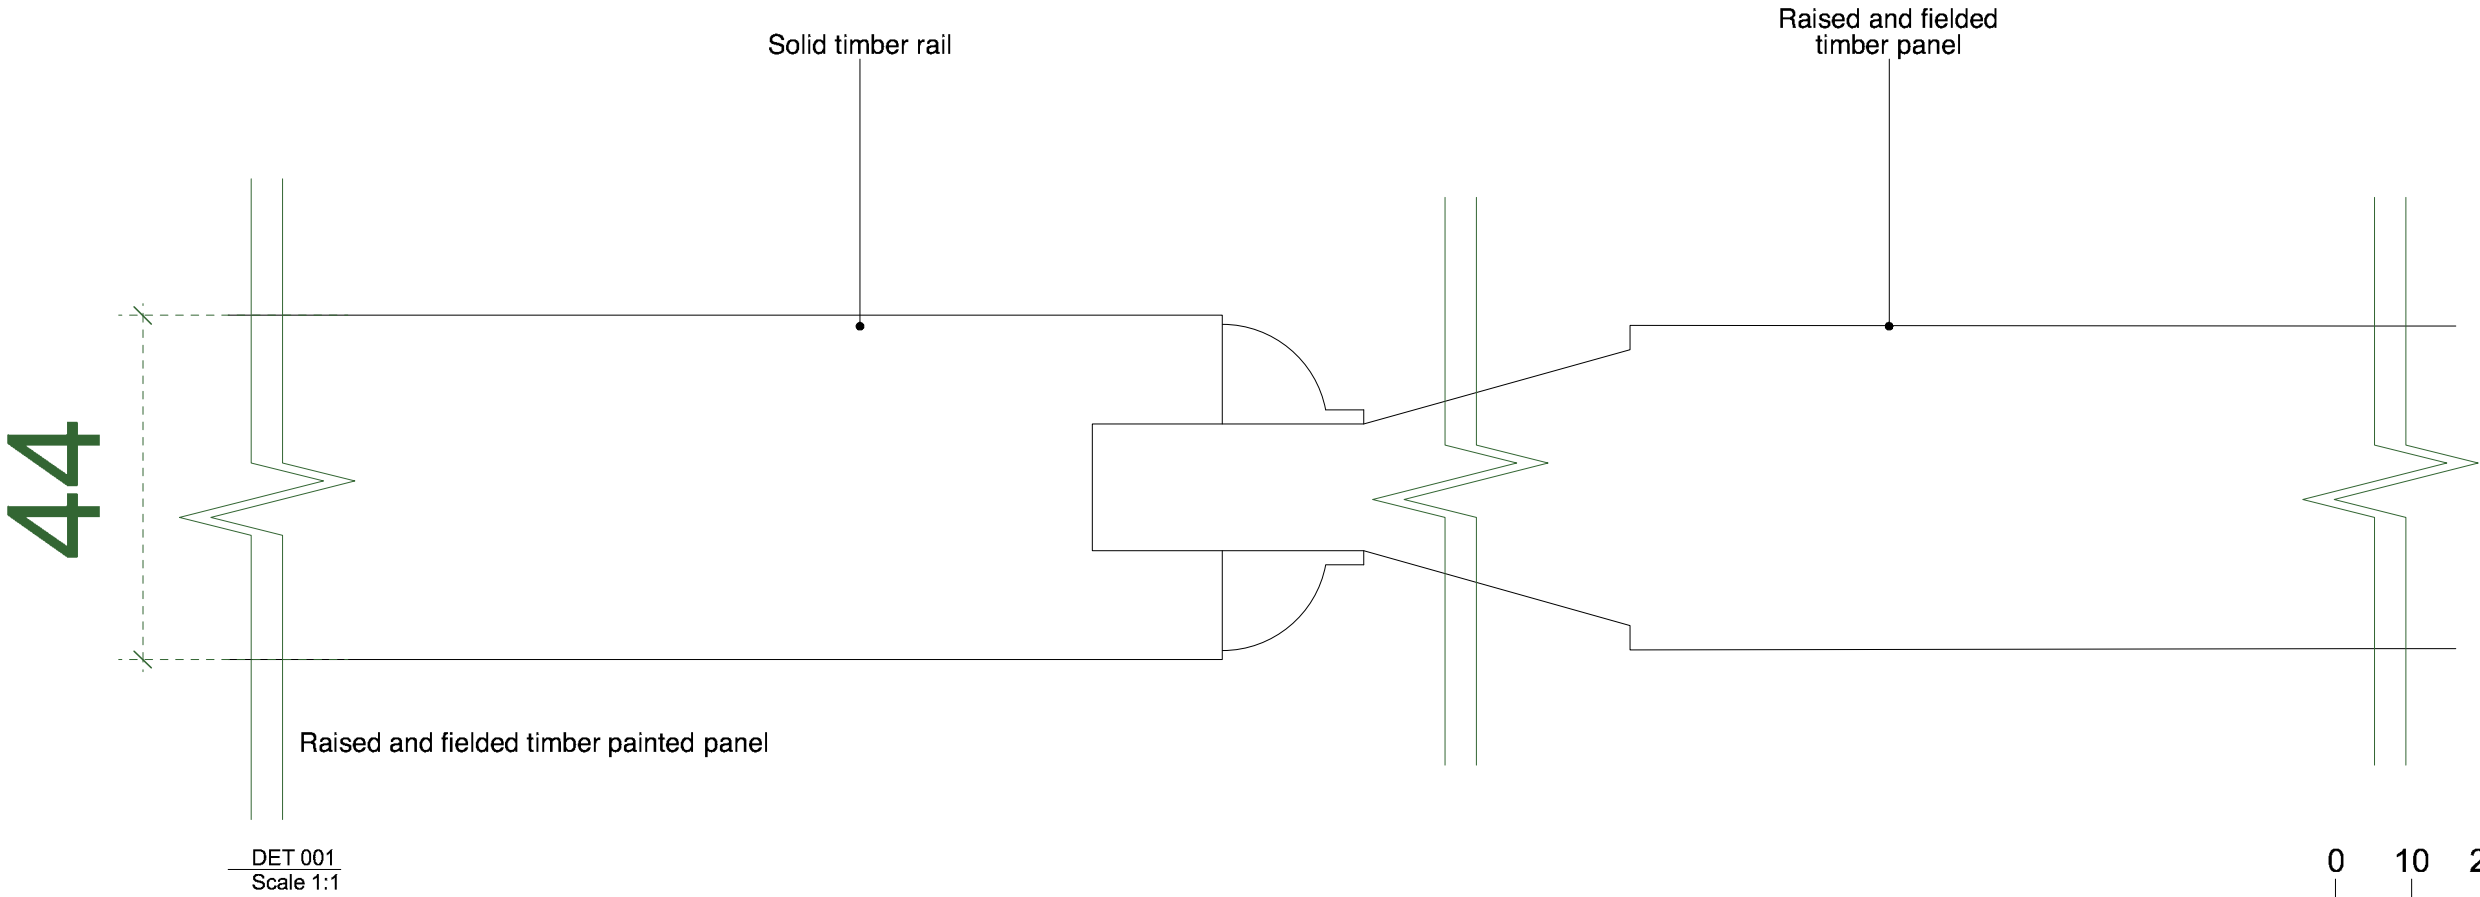 Solid timber rail
Raised and fielded
timber panel
44
Raised and fielded timber painted panel
DET 001
Scale 1:1
0 10